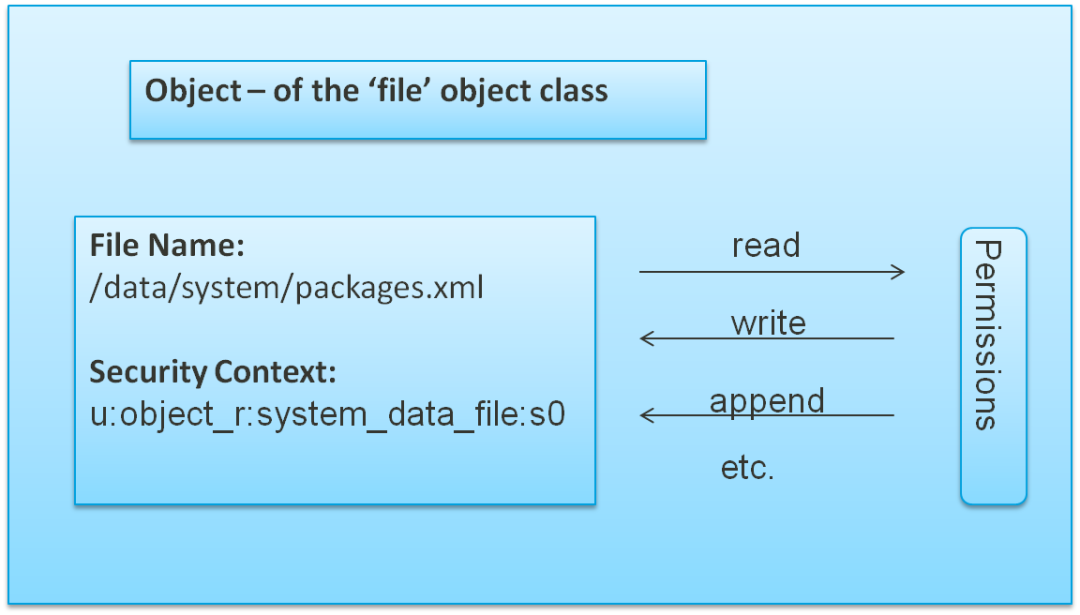 Object – of the ‘file’ object class
File Name:
/data/system/packages.xml
Security Context:
u:object_r:system_data_file:s0
read
write
append
etc.
Permissions